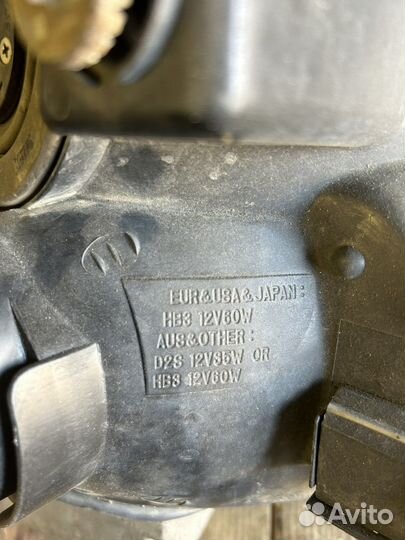 EUR&USA&JAPAN:
HB3 12V60W
AUS&OTHER:
D2S 12V35W OR
HB3 12V60W
Avito